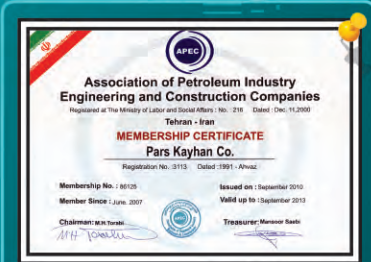 APEC
Association of Petroleum Industry
Engineering and Construction Companies
Registered at The Ministry of Labor and Social Affairs : No. : 216 Dated : Dec. 11,2000
Tehran - Iran
MEMBERSHIP CERTIFICATE
Pars Kayhan Co.
Registration No. :3113 Dated :1991 - Ahwaz
Membership No. : 86125 Issued on : September 2010
Member Since : June. 2007 Valid up to : September 2013
Chairman: M.H.Torabi Treasurer: Mansoor Saebi